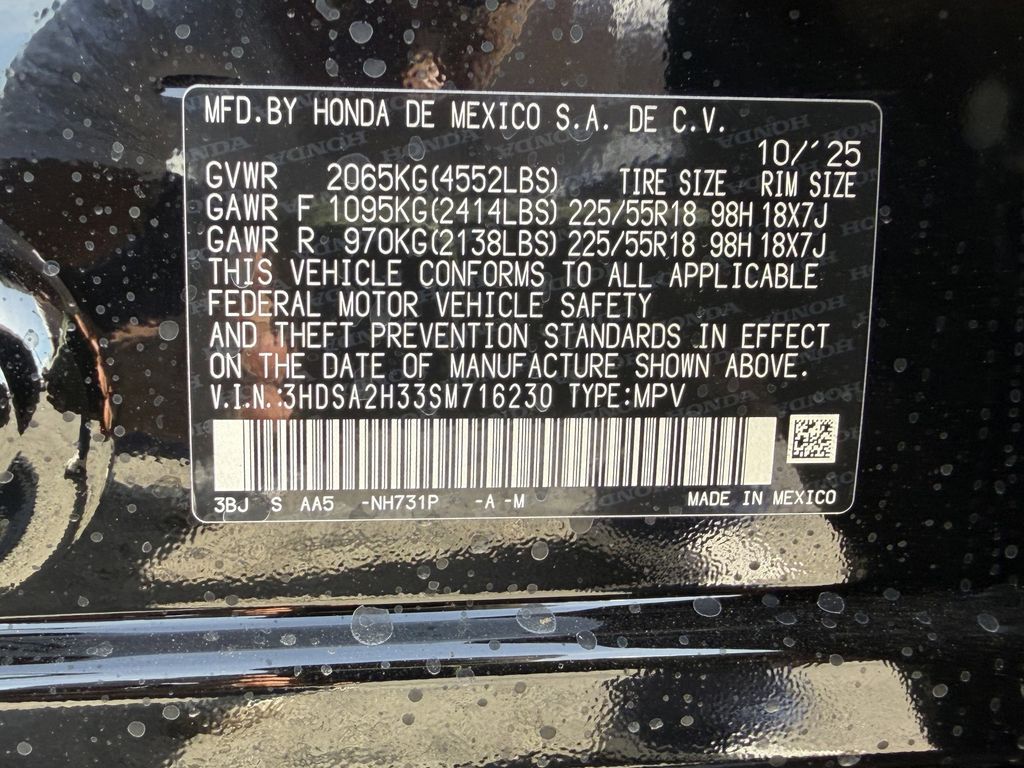 MFD.BY HONDA DE MEXICO S.A. DE C.V.
10/'25
GVWR 2065KG(4552LBS) TIRE SIZE RIM SIZE
GAWR F 1095KG(2414LBS) 225/55R18 98H 18X7J
GAWR R 970KG(2138LBS) 225/55R18 98H 18X7J
THIS VEHICLE CONFORMS TO ALL APPLICABLE
FEDERAL MOTOR VEHICLE SAFETY
AND THEFT PREVENTION STANDARDS IN EFFECT
ON THE DATE OF MANUFACTURE SHOWN ABOVE.
V.I.N.:3HDSA2H33SM716230 TYPE:MPV
3BJ S AA5 -NH731P -A -M MADE IN MEXICO